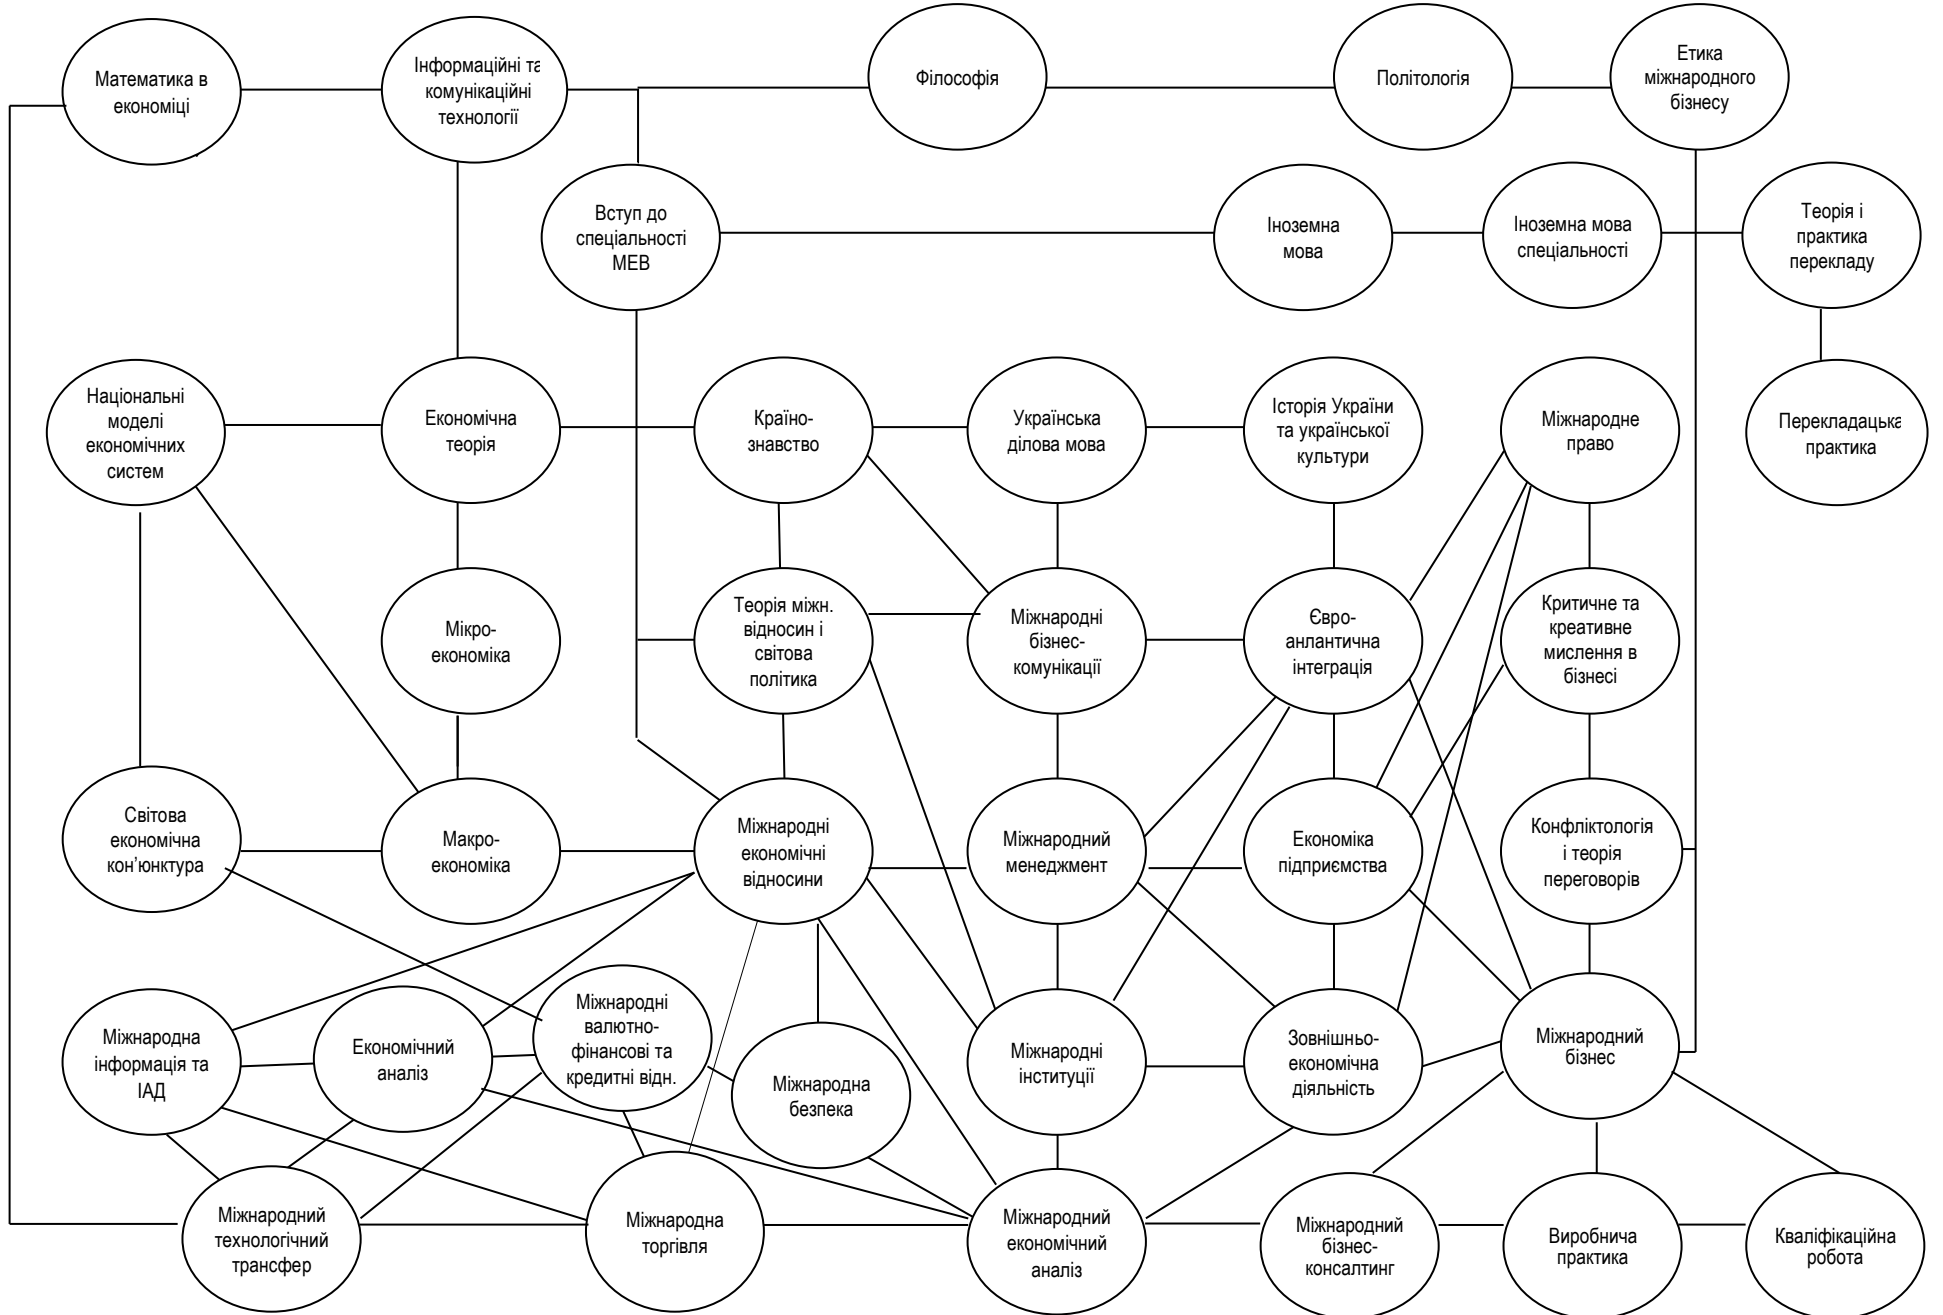 Математика в
економіці
Інформаційні та
комунікаційні
технології
Філософія
Політологія
Етика
міжнародного
бізнесу
Вступ до
спеціальності
МЕВ
Іноземна
мова
Іноземна мова
спеціальності
Теорія і
практика
перекладу
Національні
моделі
економічних
систем
Економічна
теорія
Країно-
знавство
Українська
ділова мова
Історія України
та української
культури
Міжнародне
право
Перекладацька
практика
Мікро-
економіка
Теорія міжн.
відносин і
світова
політика
Міжнародні
бізнес-
комунікації
Євро-
анлантична
інтеграція
Критичне та
креативне
мислення в
бізнесі
Світова
економічна
кон’юнктура
Макро-
економіка
Міжнародні
економічні
відносини
Міжнародний
менеджмент
Економіка
підприємства
Конфліктологія
і теорія
переговорів
Міжнародна
інформація та
ІАД
Економічний
аналіз
Міжнародні
валютно-
фінансові та
кредитні відн.
Міжнародна
безпека
Міжнародні
інституції
Зовнішньо-
економічна
діяльність
Міжнародний
бізнес
Міжнародний
технологічний
трансфер
Міжнародна
торгівля
Міжнародний
економічний
аналіз
Міжнародний
бізнес-
консалтинг
Виробнича
практика
Кваліфікаційна
робота